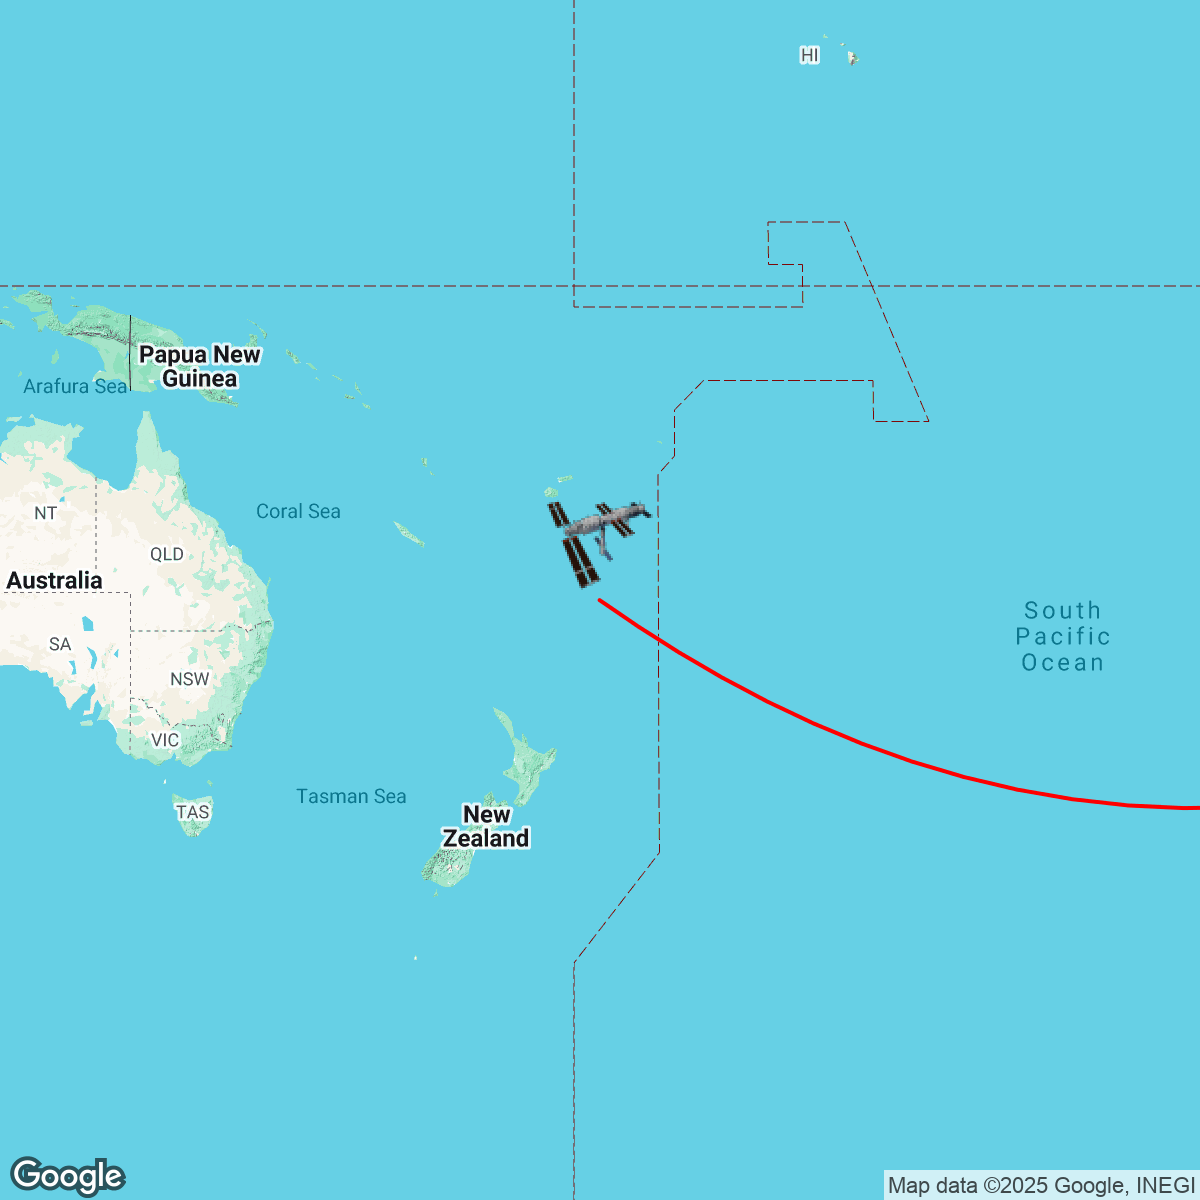 HI
Papua New
Guinea
Arafura Sea
NT
Coral Sea
QLD
Australia
South
Pacific
Ocean
SA
NSW
VIC
Tasman Sea
TAS
New
Zealand
Google
Map data ©2025 Google, INEGI